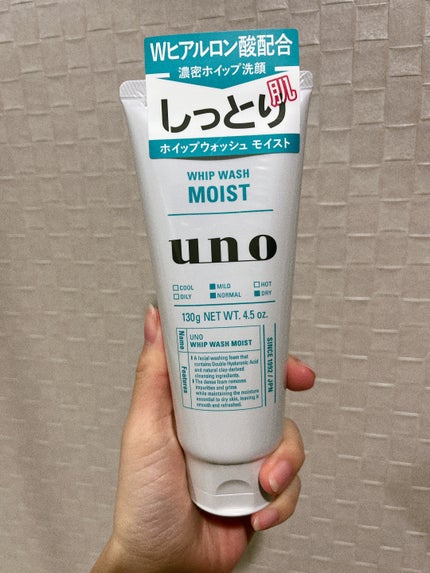 Wヒアルロン酸配合
濃密ホイップ洗顔
しっとり肌
ホイップウォッシュ モイスト
WHIP WASH
MOIST
uno
□COOL ■MILD □HOT
□OILY ■NORMAL ■DRY
130g NET WT. 4.5 oz.
Nano
Features
UNO
WHIP WASH MOIST
A facial washing foam that
contains Double Hyaluronic Acid
and natural clay-derived
cleansing ingredients.
The dense foam removes
impurities and grime
while maintaining the moisture
essential to dry skin, leaving it
smooth and refreshed.
SINCE 1992 / JPN